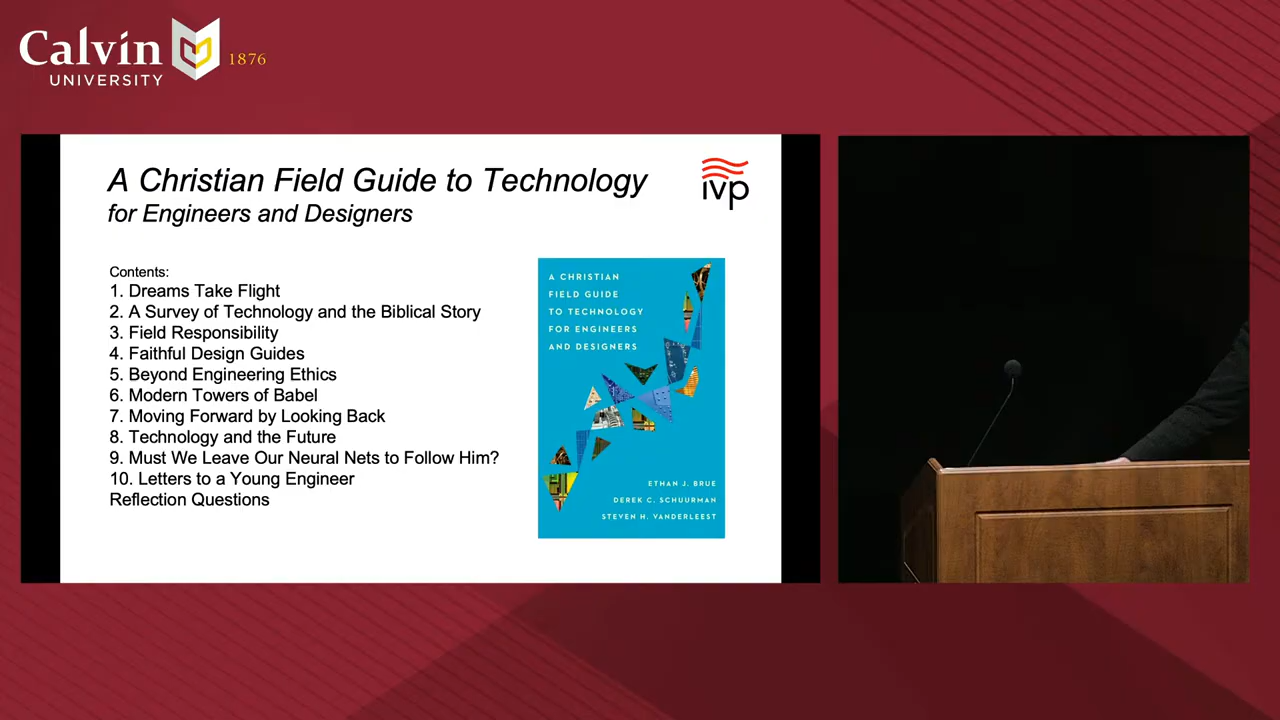 Calvin
UNIVERSITY
1876
A Christian Field Guide to Technology
for Engineers and Designers
ivp
Contents:
1. Dreams Take Flight
2. A Survey of Technology and the Biblical Story
3. Field Responsibility
4. Faithful Design Guides
5. Beyond Engineering Ethics
6. Modern Towers of Babel
7. Moving Forward by Looking Back
8. Technology and the Future
9. Must We Leave Our Neural Nets to Follow Him?
10. Letters to a Young Engineer
Reflection Questions
A CHRISTIAN
FIELD GUIDE
TO TECHNOLOGY
FOR ENGINEERS
AND DESIGNERS
ETHAN J. BRUE
DEREK C. SCHUURMAN
STEVEN H. VANDERLEEST